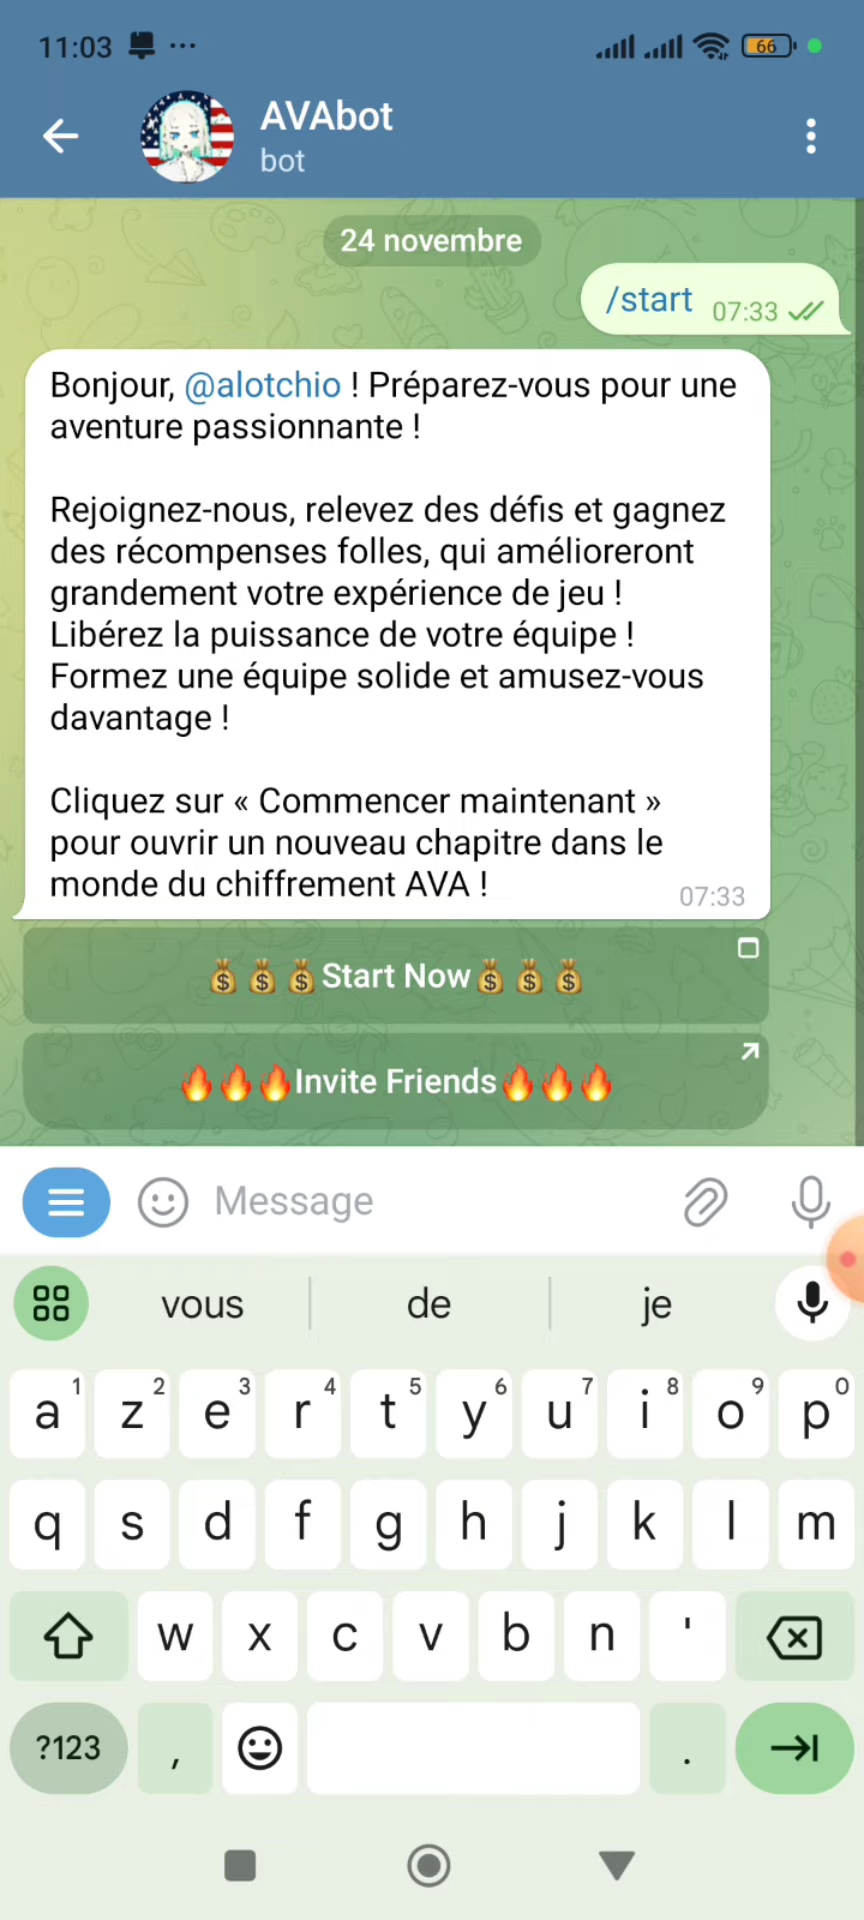 11:03
66
AVAbot
bot
24 novembre
/start 07:33
Bonjour, @alotchio ! Préparez-vous pour une
aventure passionnante !
Rejoignez-nous, relevez des défis et gagnez
des récompenses folles, qui amélioreront
grandement votre expérience de jeu !
Libérez la puissance de votre équipe !
Formez une équipe solide et amusez-vous
davantage !
Cliquez sur « Commencer maintenant »
pour ouvrir un nouveau chapitre dans le
monde du chiffrement AVA !
07:33
💰💰💰Start Now💰💰💰
🔥🔥🔥Invite Friends🔥🔥🔥
Message
vous de je
a 1 z 2 e 3 r 4 t 5 y 6 u 7 i 8 o 9 p 0
q s d f g h j k l m
w x c v b n '
?123 , .